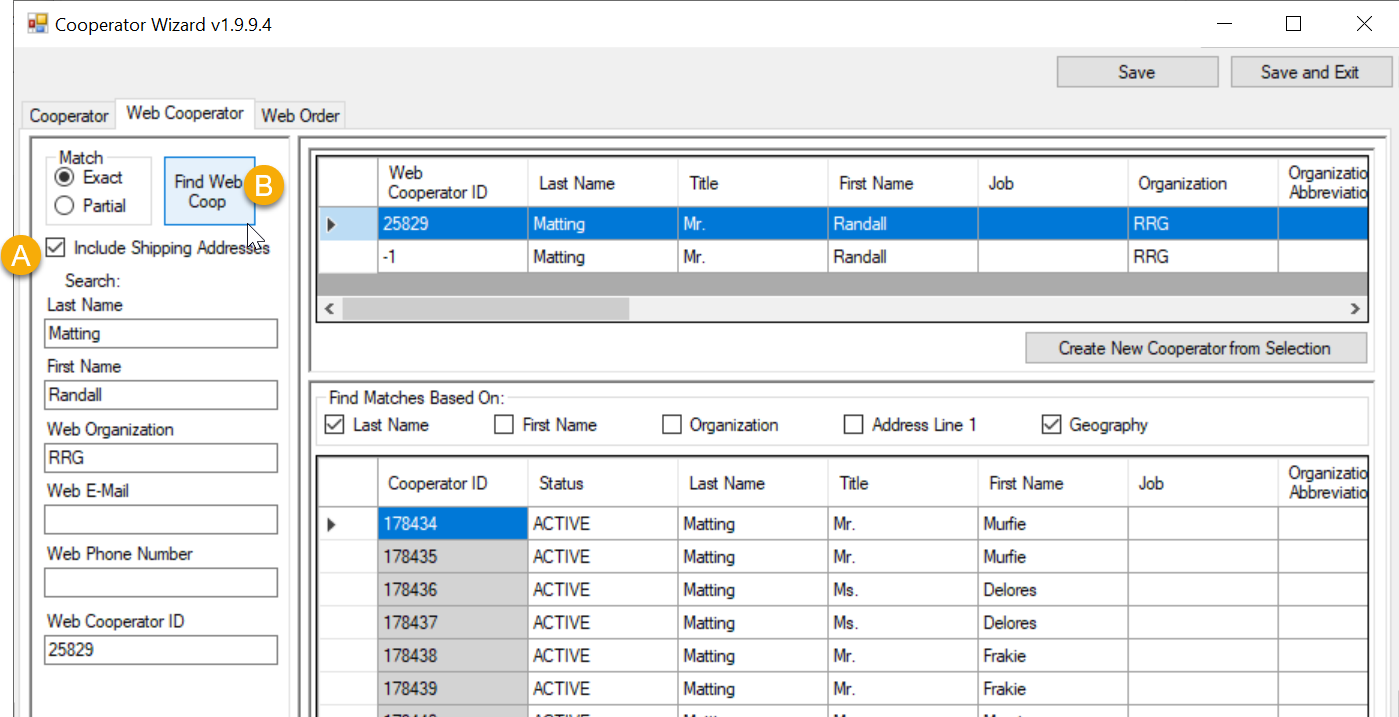 Cooperator Wizard v1.9.9.4
Save
Save and Exit
Cooperator
Web Cooperator
Web Order
Match
Exact
Partial
Find Web
Coop
B
A
Include Shipping Addresses
Search:
Last Name
Matting
First Name
Randall
Web Organization
RRG
Web E-Mail
Web Phone Number
Web Cooperator ID
25829
Web
Cooperator ID
Last Name
Title
First Name
Job
Organization
Organizatio
Abbreviatio
25829 Matting Mr. Randall RRG
-1 Matting Mr. Randall RRG
Create New Cooperator from Selection
Find Matches Based On:
Last Name
First Name
Organization
Address Line 1
Geography
Cooperator ID
Status
Last Name
Title
First Name
Job
Organizatio
Abbreviatio
178434 ACTIVE Matting Mr. Murfie
178435 ACTIVE Matting Mr. Murfie
178436 ACTIVE Matting Ms. Delores
178437 ACTIVE Matting Ms. Delores
178438 ACTIVE Matting Mr. Frakie
178439 ACTIVE Matting Mr. Frakie